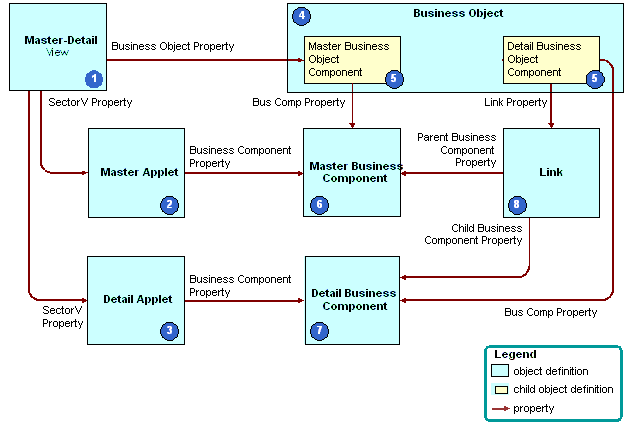 Business Object
4
Master-Detail
View
1
Business Object Property
Master Business
Object
Component
5
Detail Business
Object
Component
5
SectorV Property
Bus Comp Property
Link Property
Master Applet
2
Business Component
Property
Master Business
Component
6
Parent Business
Component
Property
Link
8
Child Business
Component Property
Detail Applet
3
SectorV
Property
Business Component
Property
Detail Business
Component
7
Bus Comp Property
Legend
object definition
child object definition
property